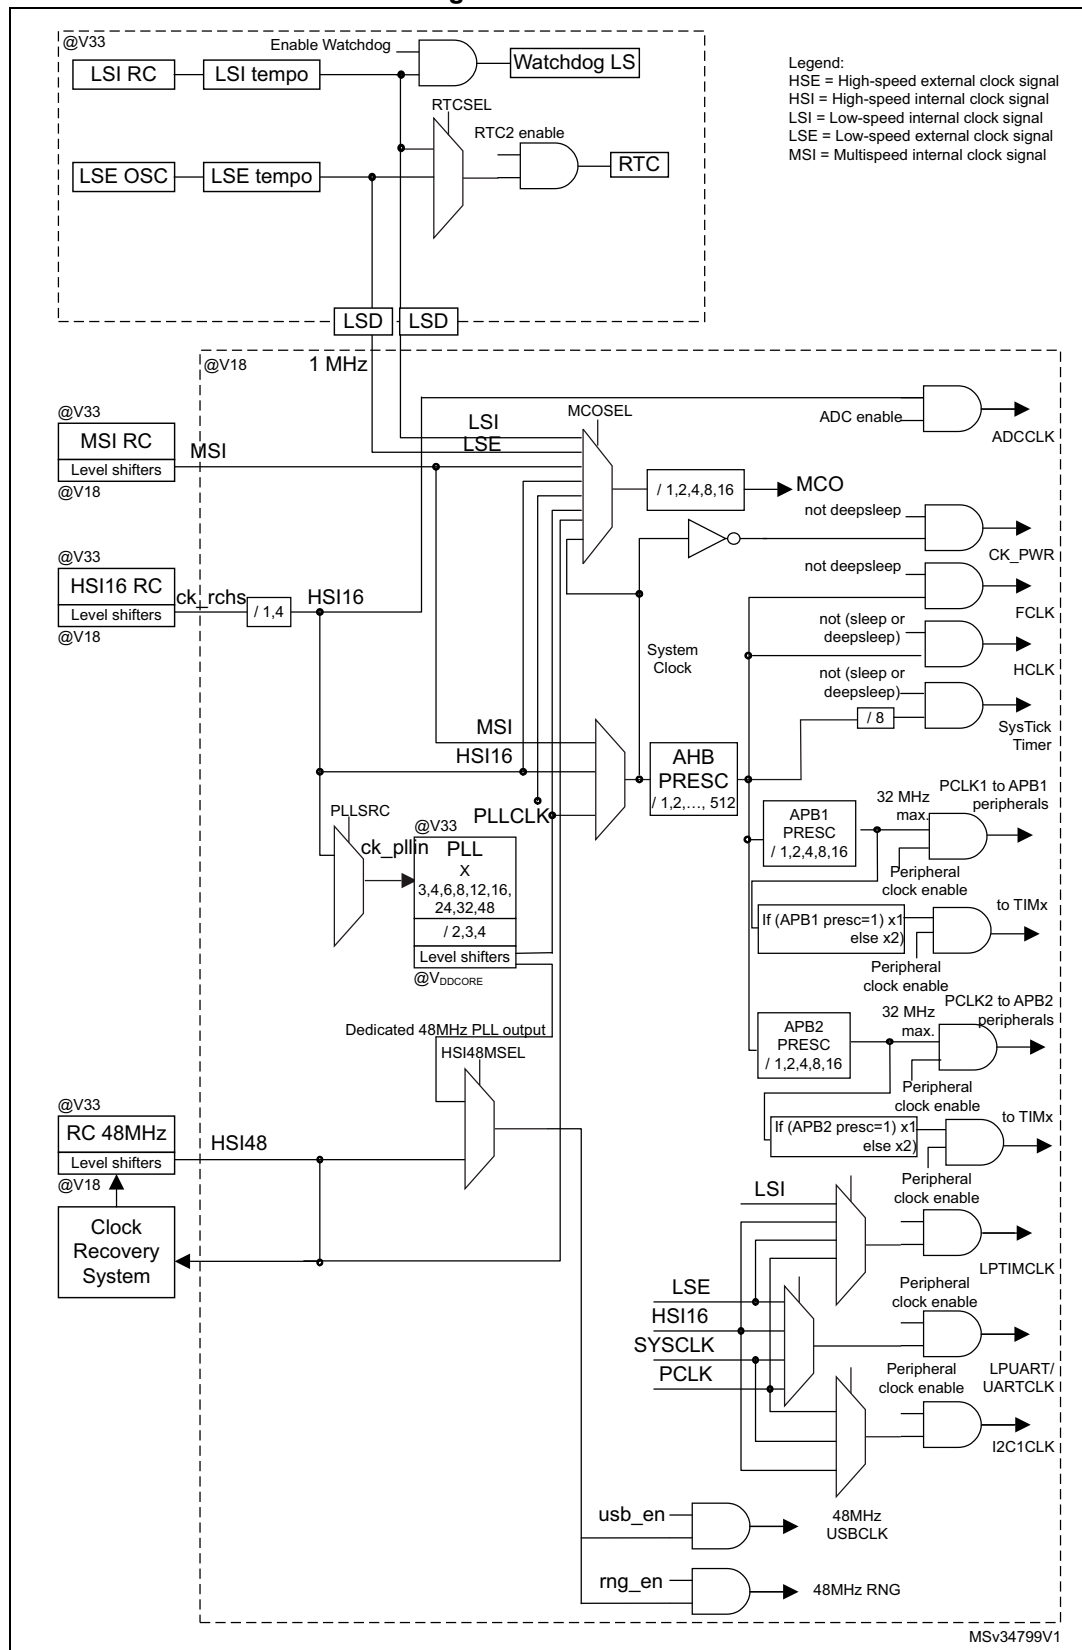 @V33
Enable Watchdog
LSI RC
LSI tempo
Watchdog LS
Legend:
HSE = High-speed external clock signal
HSI = High-speed internal clock signal
LSI = Low-speed internal clock signal
LSE = Low-speed external clock signal
MSI = Multispeed internal clock signal
RTCSEL
RTC2 enable
LSE OSC
LSE tempo
RTC
LSD
LSD
@V18
1 MHz
@V33
MSI RC
Level shifters
@V18
MSI
LSI
LSE
MCOSEL
/ 1,2,4,8,16
MCO
ADC enable
ADCCLK
not deepsleep
CK_PWR
@V33
HSI16 RC
Level shifters
@V18
ck_rchs
/ 1,4
HSI16
not deepsleep
FCLK
not (sleep or
deepsleep)
HCLK
System
Clock
not (sleep or
deepsleep)
/ 8
SysTick
Timer
MSI
HSI16
PLLCLK
AHB
PRESC
/ 1,2,..., 512
PLLSRC
ck_pllin
@V33
PLL
X
3,4,6,8,12,16,
24,32,48
/ 2,3,4
Level shifters
@VDDCORE
APB1
PRESC
/ 1,2,4,8,16
32 MHz
max.
PCLK1 to APB1
peripherals
Peripheral
clock enable
If (APB1 presc=1) x1
else x2)
to TIMx
Peripheral
clock enable
APB2
PRESC
/ 1,2,4,8,16
32 MHz
max.
PCLK2 to APB2
peripherals
Peripheral
clock enable
If (APB2 presc=1) x1
else x2)
to TIMx
Peripheral
clock enable
Dedicated 48MHz PLL output
HSI48MSEL
@V33
RC 48MHz
Level shifters
@V18
HSI48
Clock
Recovery
System
LSI
LPTIMCLK
LSE
HSI16
SYSCLK
PCLK
Peripheral
clock enable
LPUART/
UARTCLK
Peripheral
clock enable
I2C1CLK
usb_en
48MHz
USBCLK
rng_en
48MHz RNG
MSv34799V1